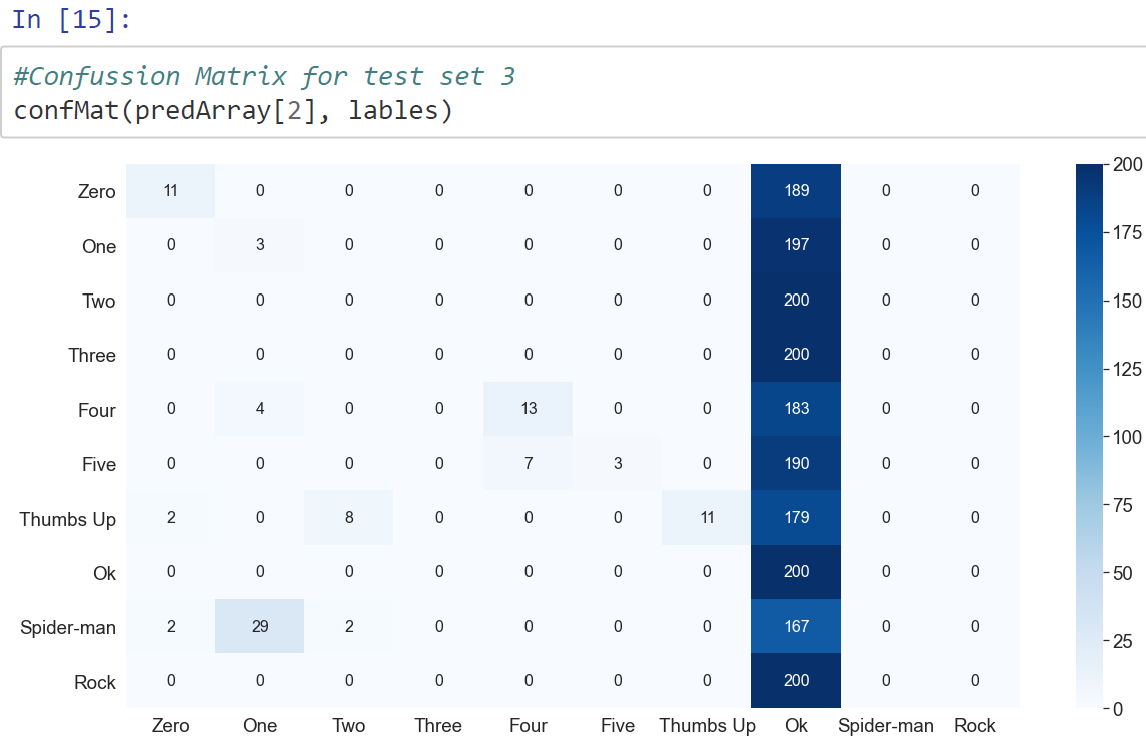 In [15]:
#Confussion Matrix for test set 3
confMat(predArray[2], lables)
Zero 11 0 0 0 0 0 0 189 0 0
One 0 3 0 0 0 0 0 197 0 0
Two 0 0 0 0 0 0 0 200 0 0
Three 0 0 0 0 0 0 0 200 0 0
Four 0 4 0 0 13 0 0 183 0 0
Five 0 0 0 0 7 3 0 190 0 0
Thumbs Up 2 0 8 0 0 0 11 179 0 0
Ok 0 0 0 0 0 0 0 200 0 0
Spider-man 2 29 2 0 0 0 0 167 0 0
Rock 0 0 0 0 0 0 0 200 0 0
Zero One Two Three Four Five Thumbs Up Ok Spider-man Rock
200
175
150
125
100
75
50
25
0